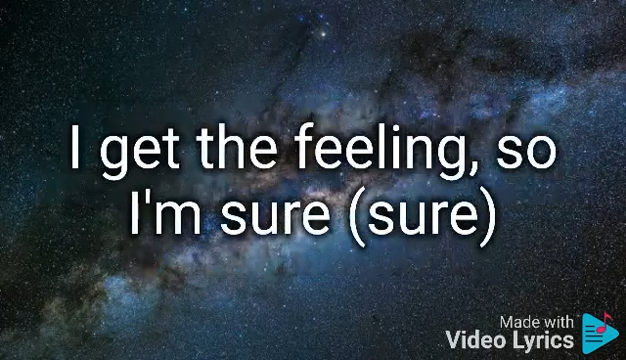 I get the feeling, so
I'm sure (sure)
Made with
Video Lyrics